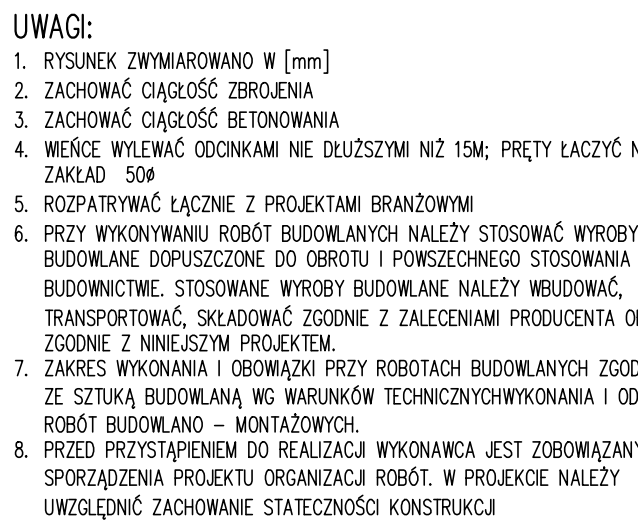 UWAGI:
1. RYSUNEK ZWYMIAROWANO W [mm]
2. ZACHOWAĆ CIĄGŁOŚĆ ZBROJENIA
3. ZACHOWAĆ CIĄGŁOŚĆ BETONOWANIA
4. WIEŃCE WYLEWAĆ ODCINKAMI NIE DŁUŻSZYMI NIŻ 15M; PRĘTY ŁACZYĆ
ZAKŁAD 50ø
5. ROZPATRYWAĆ ŁĄCZNIE Z PROJEKTAMI BRANŻOWYMI
6. PRZY WYKONYWANIU ROBÓT BUDOWLANYCH NALEŻY STOSOWAĆ WYROBY
BUDOWLANE DOPUSZCZONE DO OBROTU I POWSZECHNEGO STOSOWANIA
BUDOWNICTWIE. STOSOWANE WYROBY BUDOWLANE NALEŻY WBUDOWAĆ,
TRANSPORTOWAĆ, SKŁADOWAĆ ZGODNIE Z ZALECENIAMI PRODUCENTA
ZGODNIE Z NINIEJSZYM PROJEKTEM.
7. ZAKRES WYKONANIA I OBOWIĄZKI PRZY ROBOTACH BUDOWLANYCH
ZE SZTUKĄ BUDOWLANĄ WG WARUNKÓW TECHNICZNYCHWYKONANIA I
ROBÓT BUDOWLANO – MONTAŻOWYCH.
8. PRZED PRZYSTĄPIENIEM DO REALIZACJI WYKONAWCA JEST ZOBOWIĄZANY
SPORZĄDZENIA PROJEKTU ORGANIZACJI ROBÓT. W PROJEKCIE NALEŻY
UWZGLĘDNIĆ ZACHOWANIE STATECZNOŚCI KONSTRUKCJI